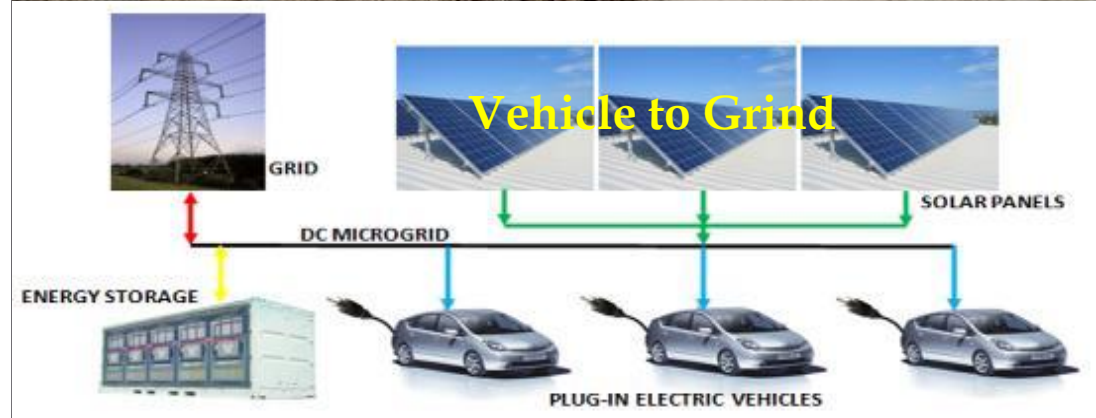 Vehicle to Grind
GRID
SOLAR PANELS
DC MICROGRID
ENERGY STORAGE
PLUG-IN ELECTRIC VEHICLES